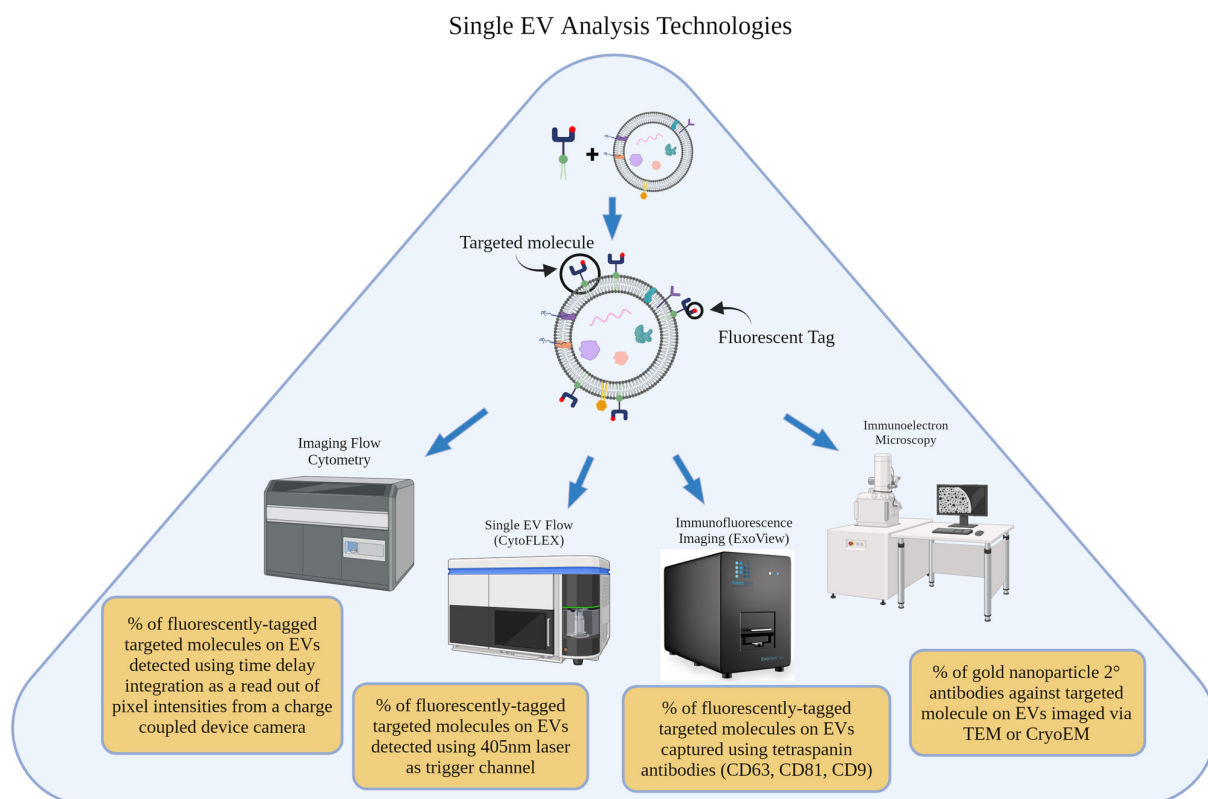 Single EV Analysis Technologies
+
Targeted molecule
Fluorescent Tag
Imaging Flow
Cytometry
Single EV Flow
(CytoFLEX)
Immunofluorescence
Imaging (ExoView)
Immunoelectron
Microscopy
% of fluorescently-tagged
targeted molecules on EVs
detected using time delay
integration as a read out of
pixel intensities from a charge
coupled device camera
% of fluorescently-tagged
targeted molecules on EVs
detected using 405nm laser
as trigger channel
% of fluorescently-tagged
targeted molecules on EVs
captured using tetraspanin
antibodies (CD63, CD81, CD9)
% of gold nanoparticle 2°
antibodies against targeted
molecule on EVs imaged via
TEM or CryoEM